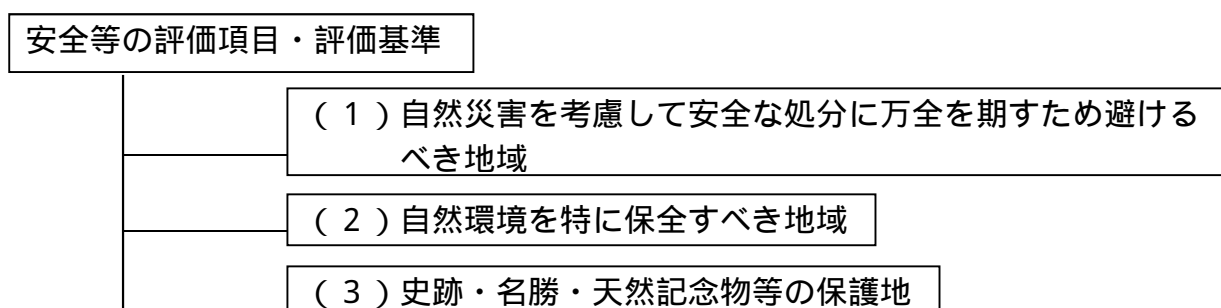 安全等の評価項目・評価基準
(1)自然災害を考慮して安全な処分に万全を期すため避ける
べき地域
(2)自然環境を特に保全すべき地域
(3)史跡・名勝・天然記念物等の保護地